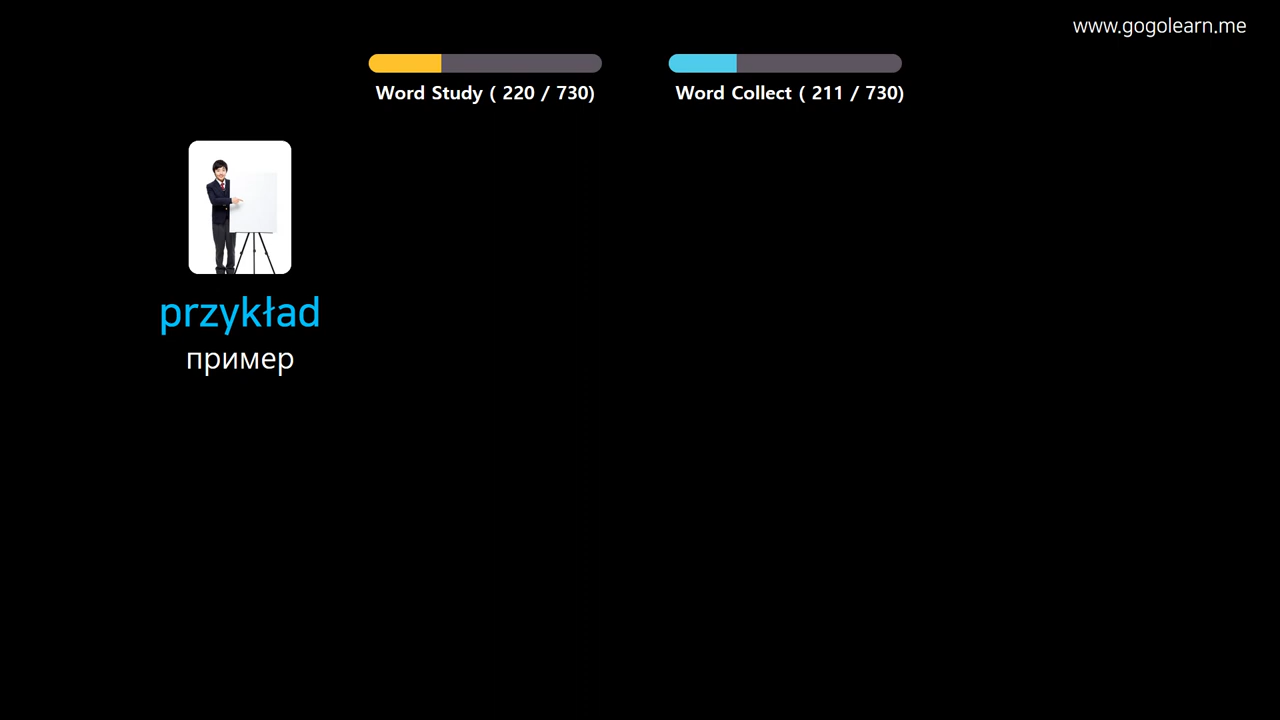 www.gogolearn.me
Word Study ( 220 / 730)
Word Collect ( 211 / 730)
przykład
пример